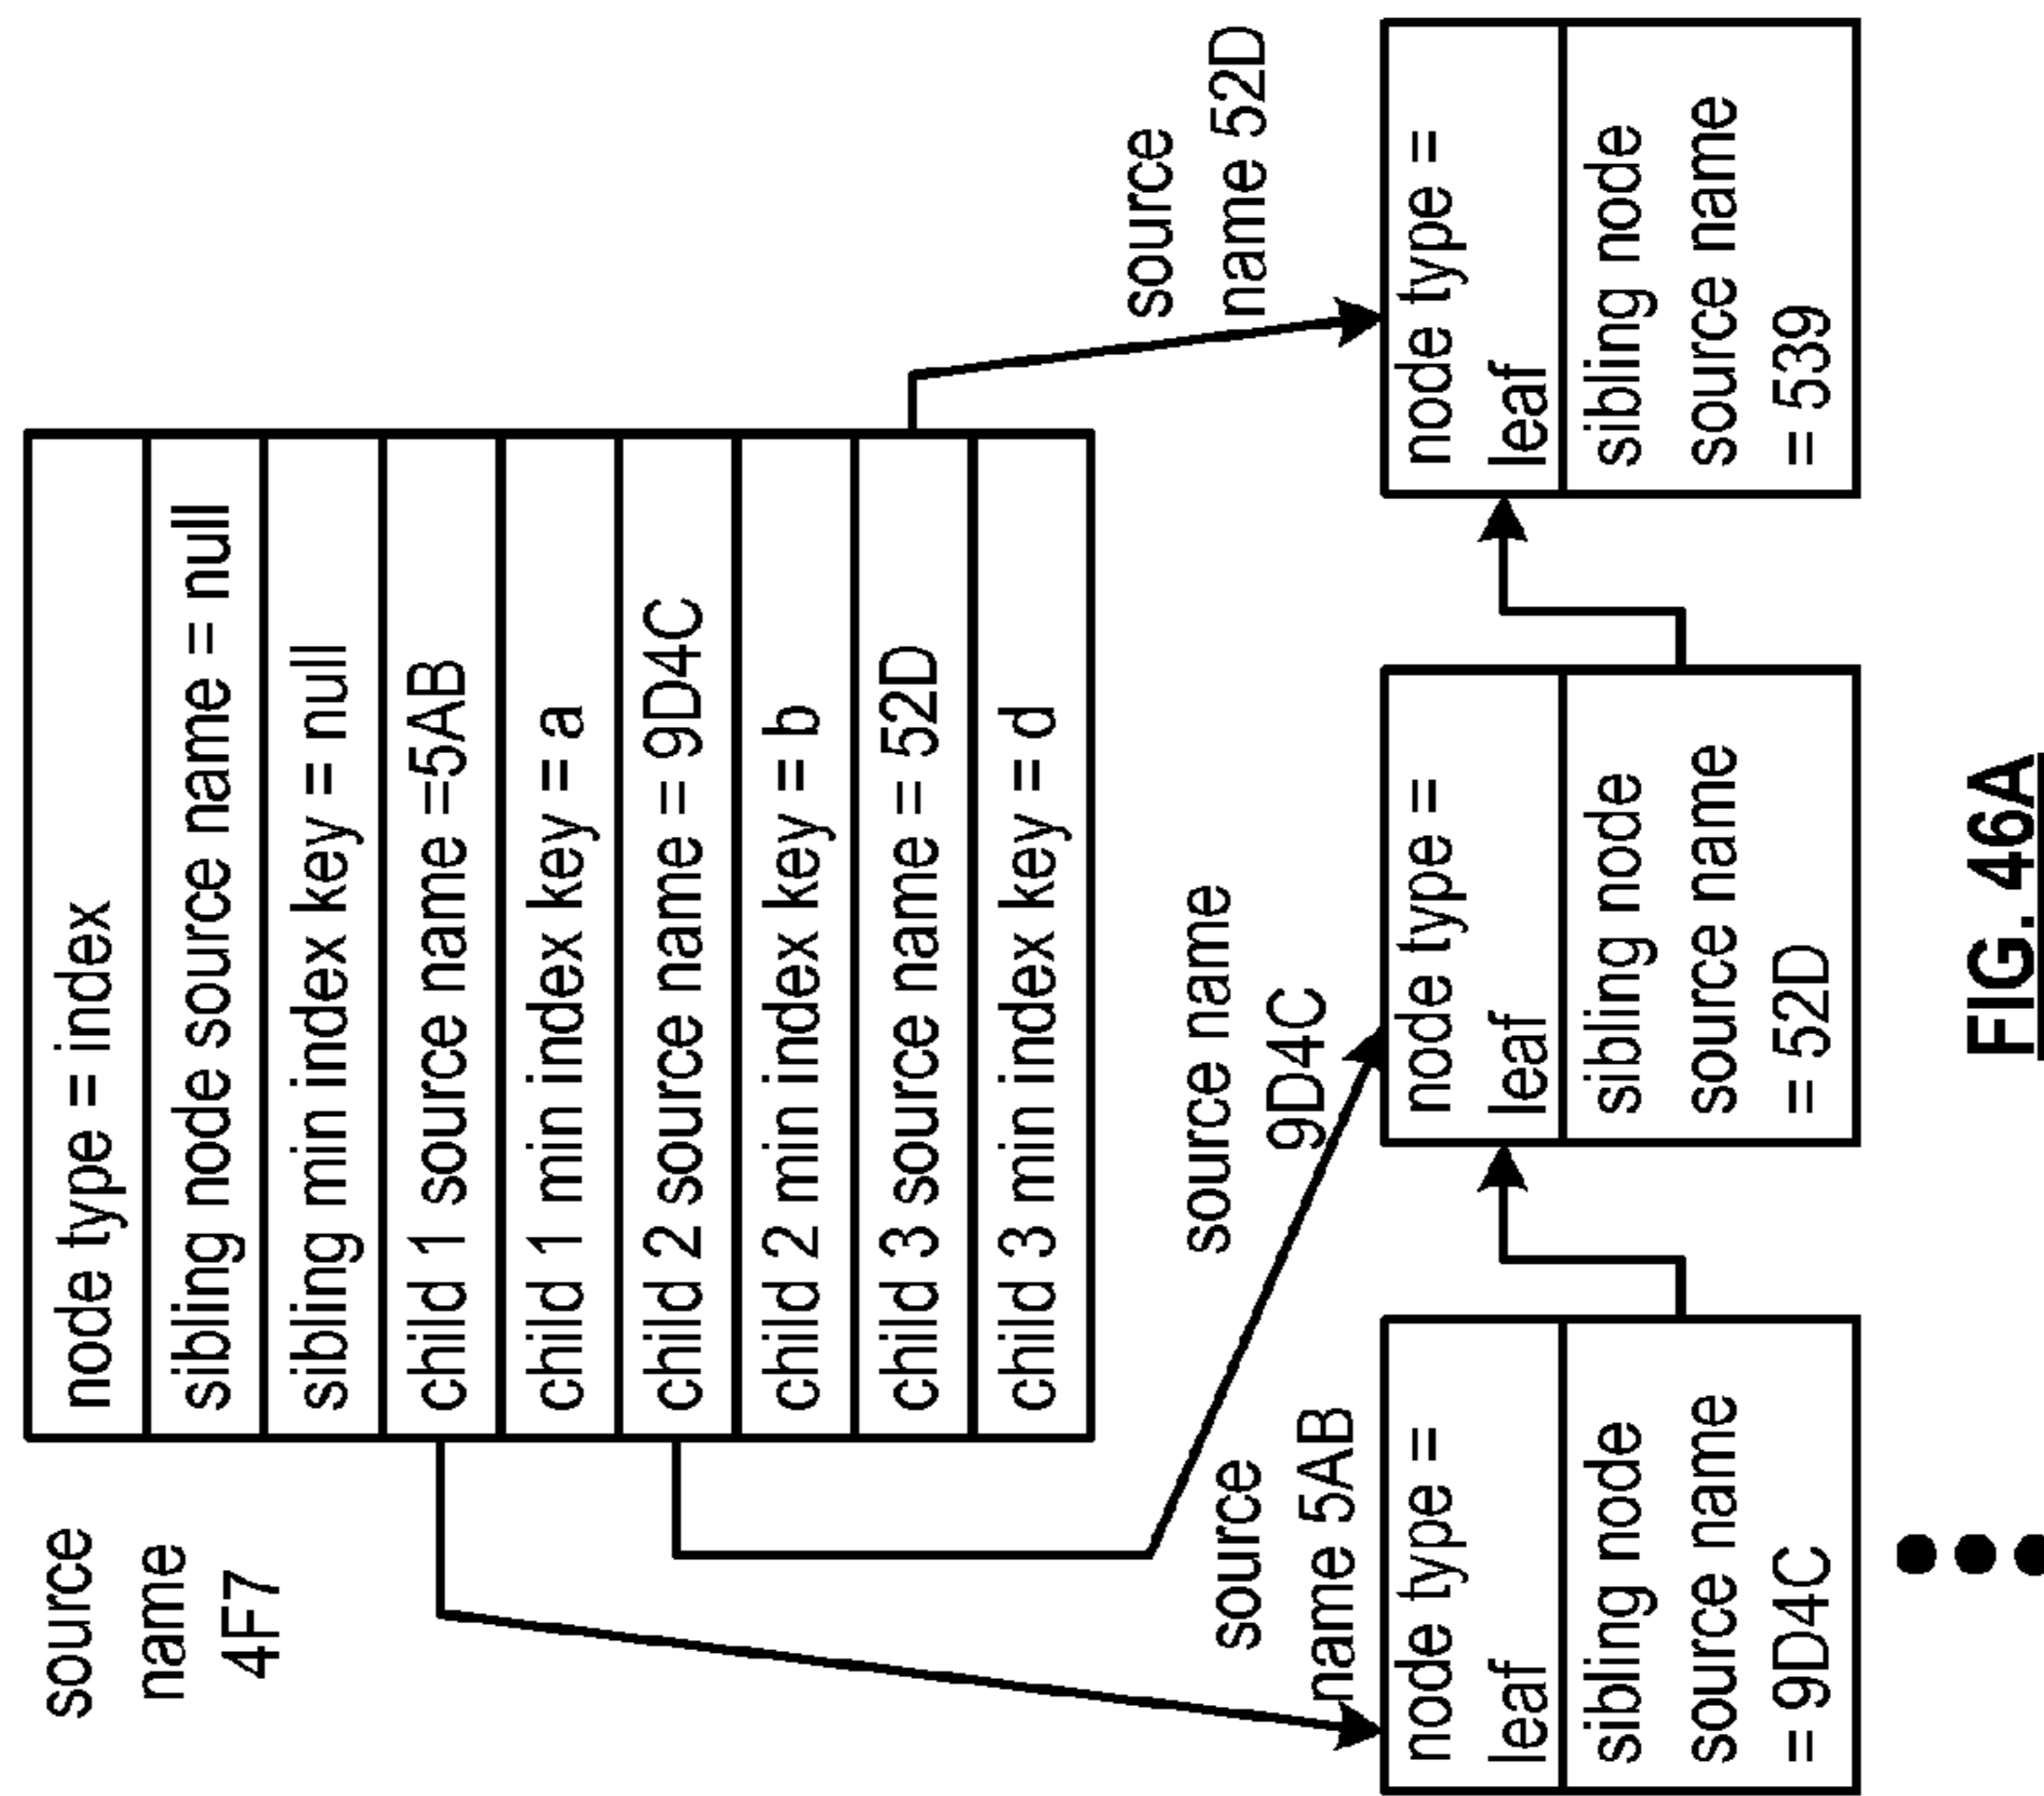 source
name
4F7
node type = index
sibling node source name = null
sibling min index key = null
child 1 source name =5AB
child 1 min index key = a
child 2 source name = 9D4C
child 2 min index key = b
child 3 source name = 52D
child 3 min index key = d
source
name 5AB
source name
9D4C
source
name 52D
node type =
leaf
sibling node
source name
= 9D4C
node type =
leaf
sibling node
source name
= 52D
node type =
leaf
sibling node
source name
= 539
FIG. 46A